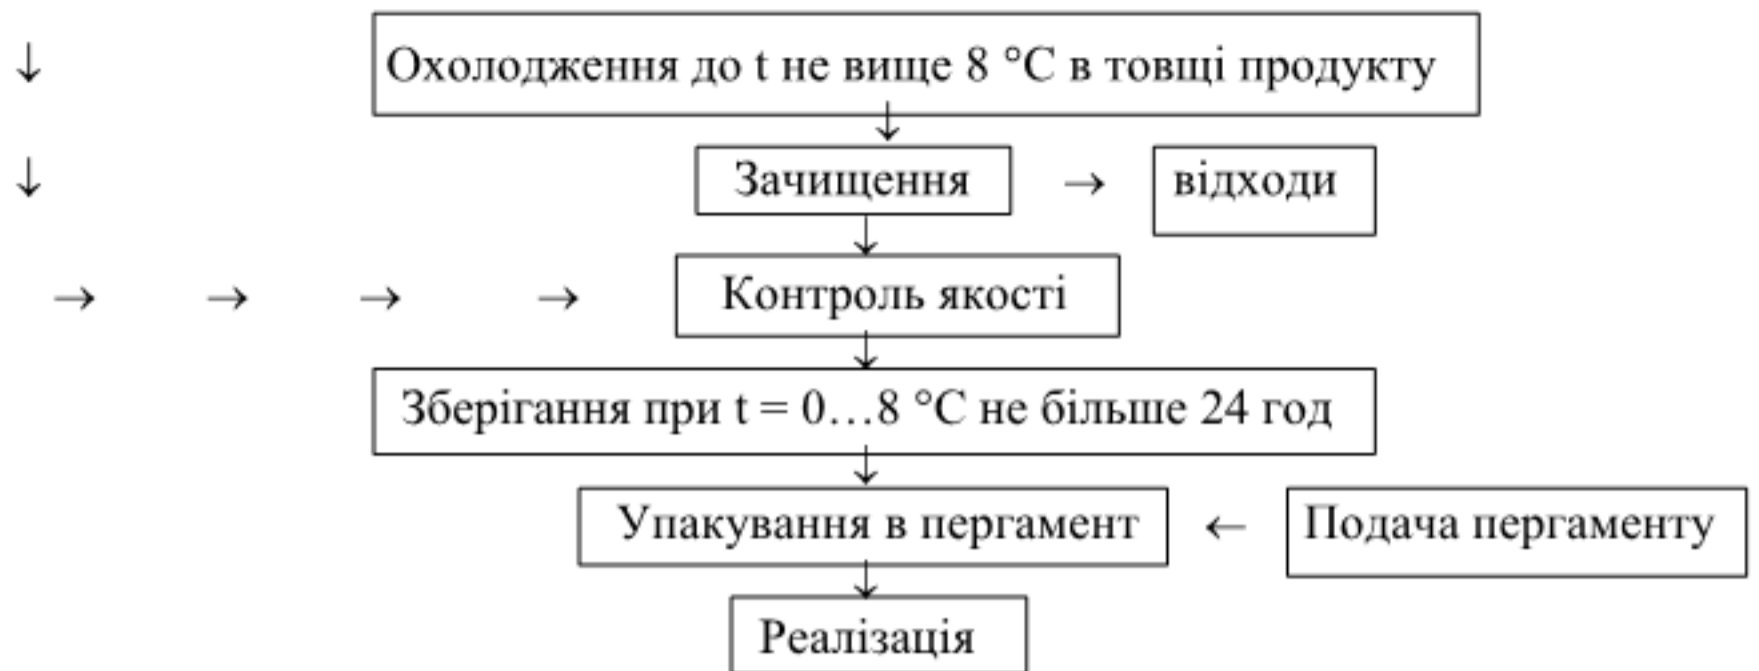 ↓ Охолодження до t не вище 8 °С в товщі продукту
↓
↓ Зачищення → відходи
↓
→ → → → Контроль якості
↓
Зберігання при t = 0…8 °С не більше 24 год
↓
Упакування в пергамент ← Подача пергаменту
↓
Реалізація